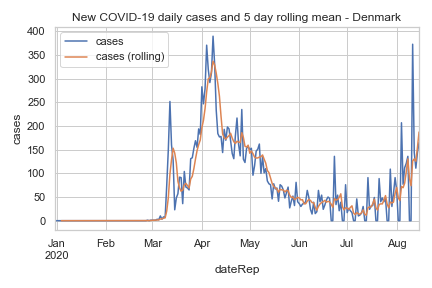 New COVID-19 daily cases and 5 day rolling mean - Denmark
cases
cases (rolling)
400
350
300
250
200
150
100
50
0
cases
Jan
2020
Feb
Mar
Apr
May
Jun
Jul
Aug
dateRep